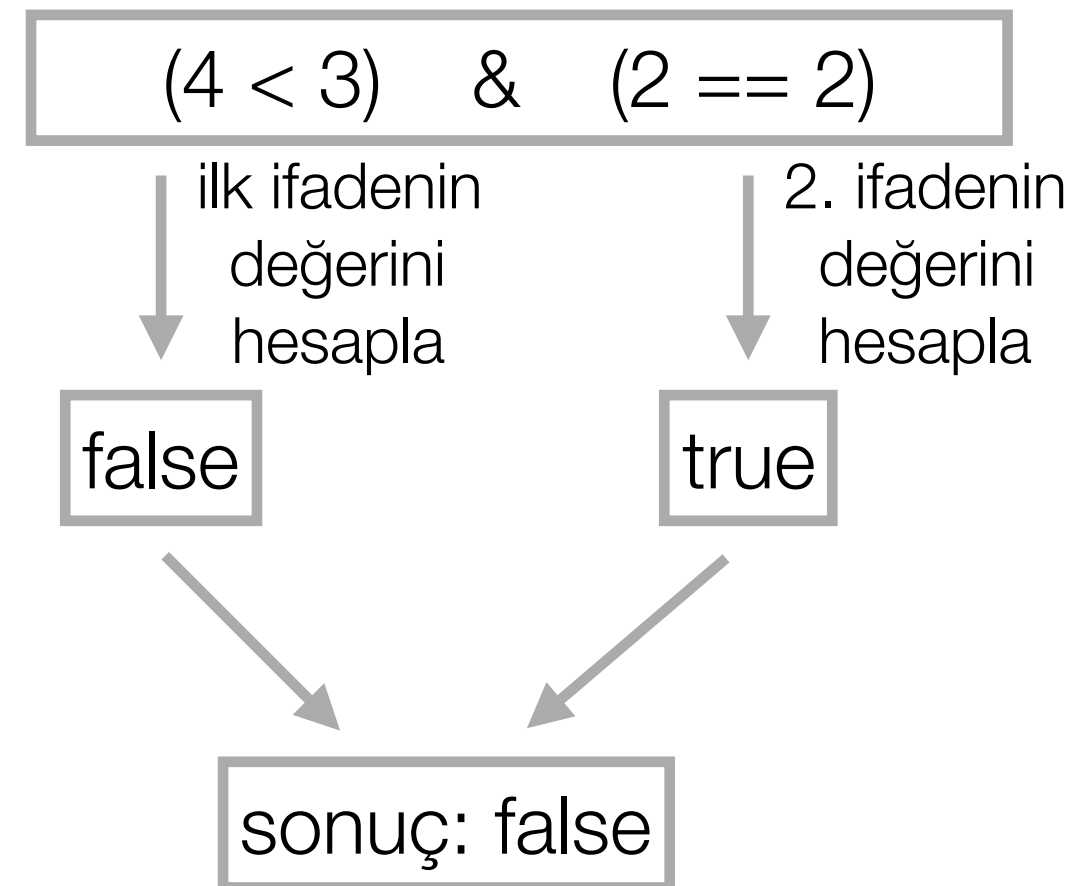 (4 < 3) & (2 == 2)
ilk ifadenin
değerini
hesapla
2. ifadenin
değerini
hesapla
false
true
sonuç: false